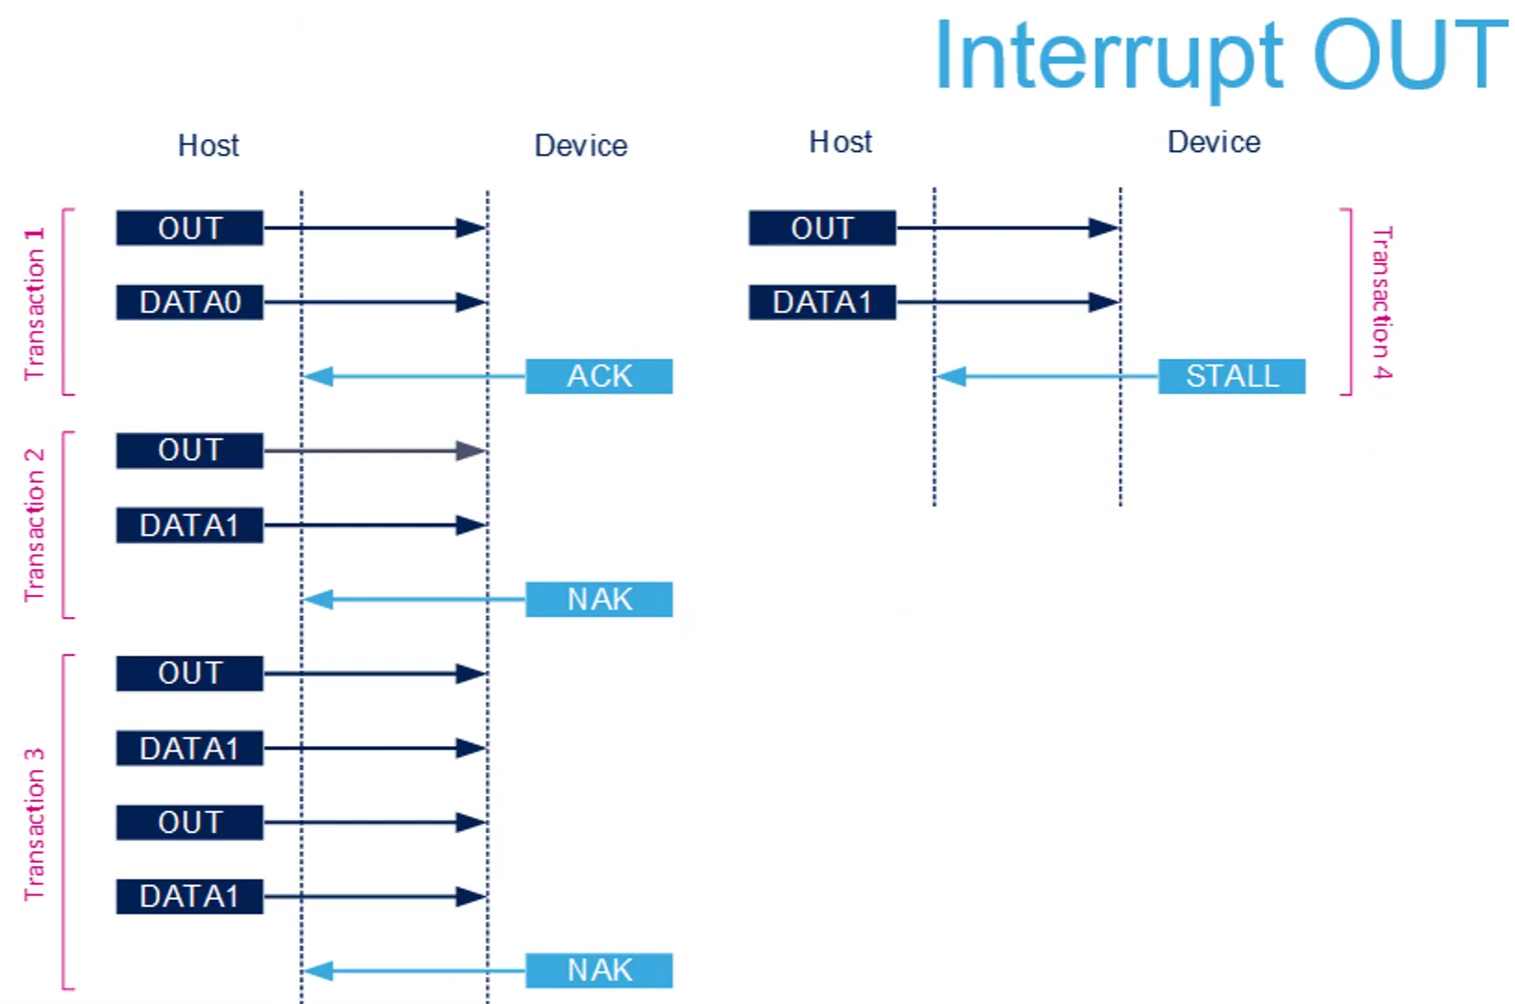 Interrupt OUT
Host
Device
Transaction 1
OUT
DATA0
ACK
Transaction 2
OUT
DATA1
NAK
Transaction 3
OUT
DATA1
OUT
DATA1
NAK
Host
Device
OUT
DATA1
STALL
Transaction 4